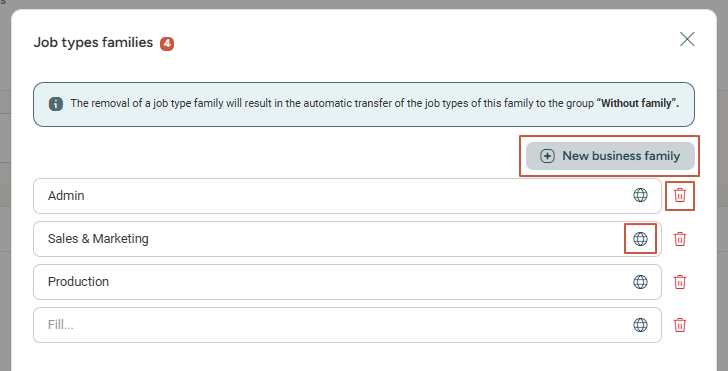 Job types families 4
The removal of a job type family will result in the automatic transfer of the job types of this family to the group “Without family”.
New business family
Admin
Sales & Marketing
Production
Fill...